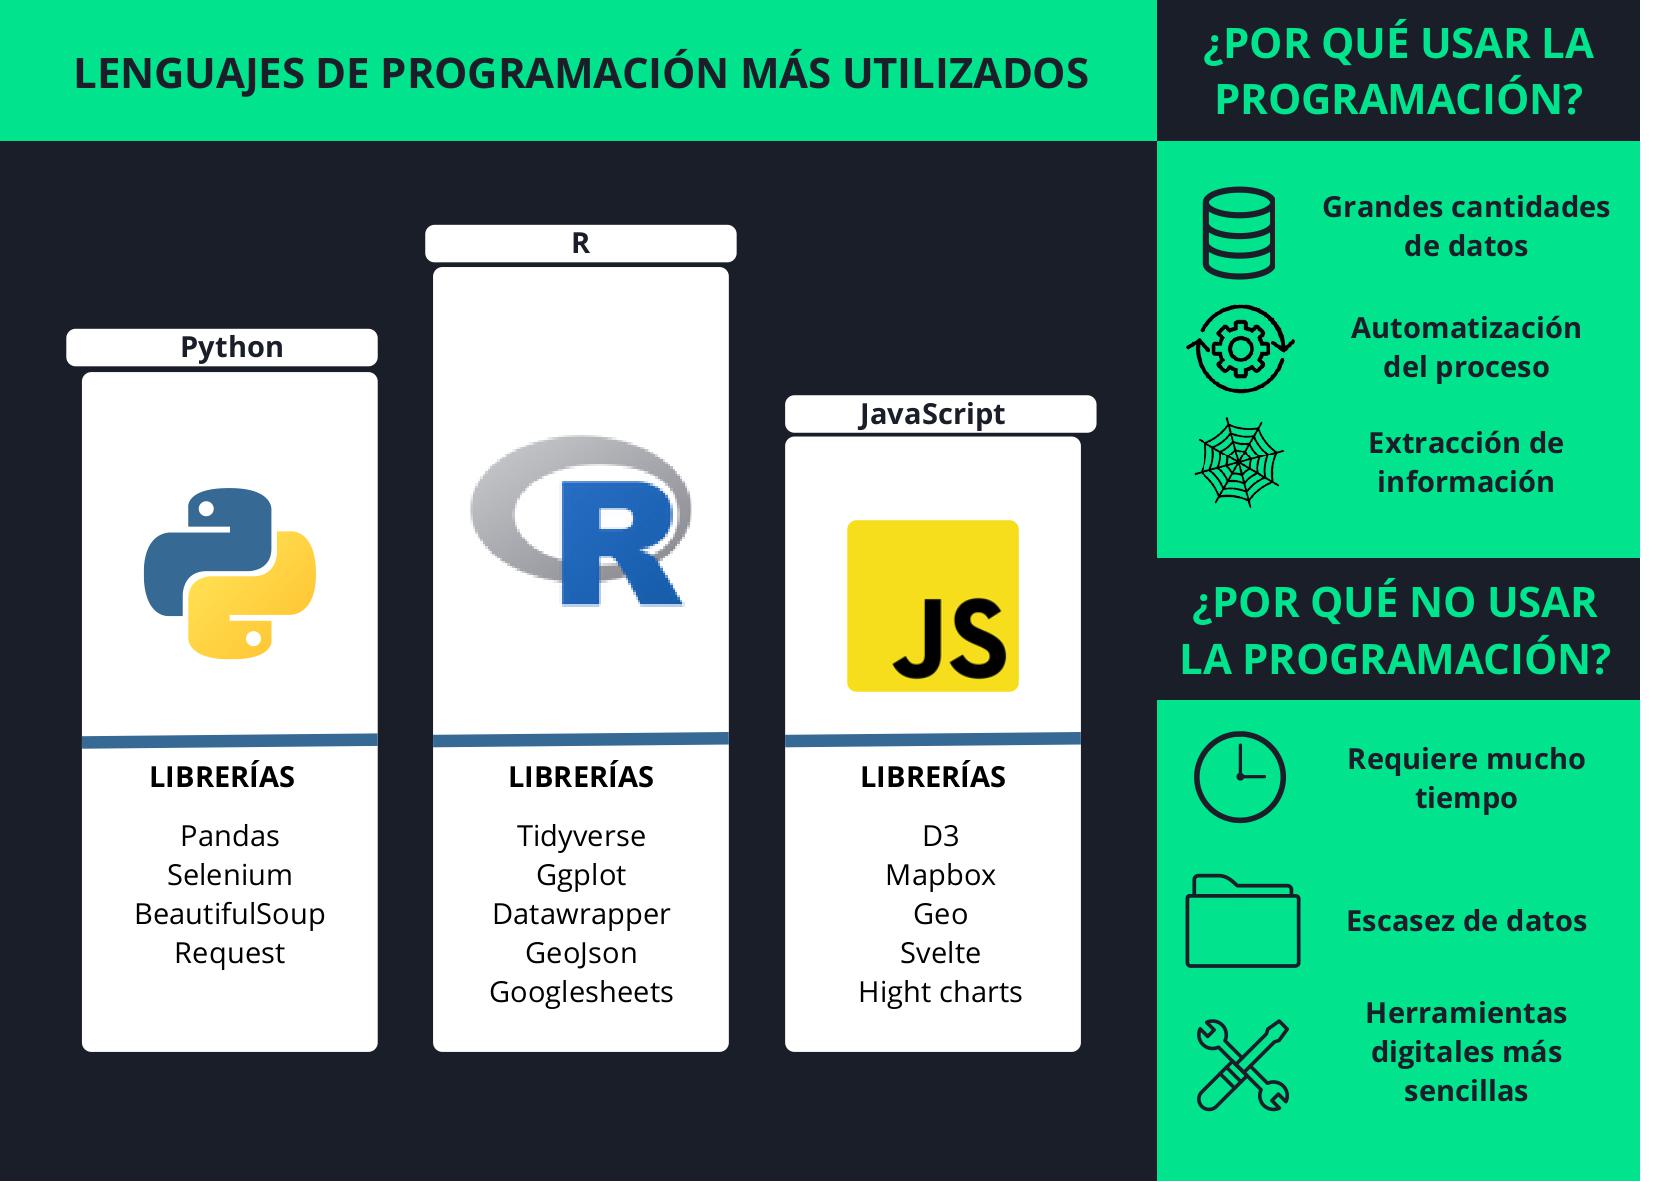 LENGUAJES DE PROGRAMACIÓN MÁS UTILIZADOS
Python
LIBRERÍAS
Pandas
Selenium
BeautifulSoup
Request
R
R
LIBRERÍAS
Tidyverse
Ggplot
Datawrapper
GeoJson
Googlesheets
JavaScript
JS
LIBRERÍAS
D3
Mapbox
Geo
Svelte
Hight charts
¿POR QUÉ USAR LA
PROGRAMACIÓN?
Grandes cantidades
de datos
Automatización
del proceso
Extracción de
información
¿POR QUÉ NO USAR
LA PROGRAMACIÓN?
Requiere mucho
tiempo
Escasez de datos
Herramientas
digitales más
sencillas